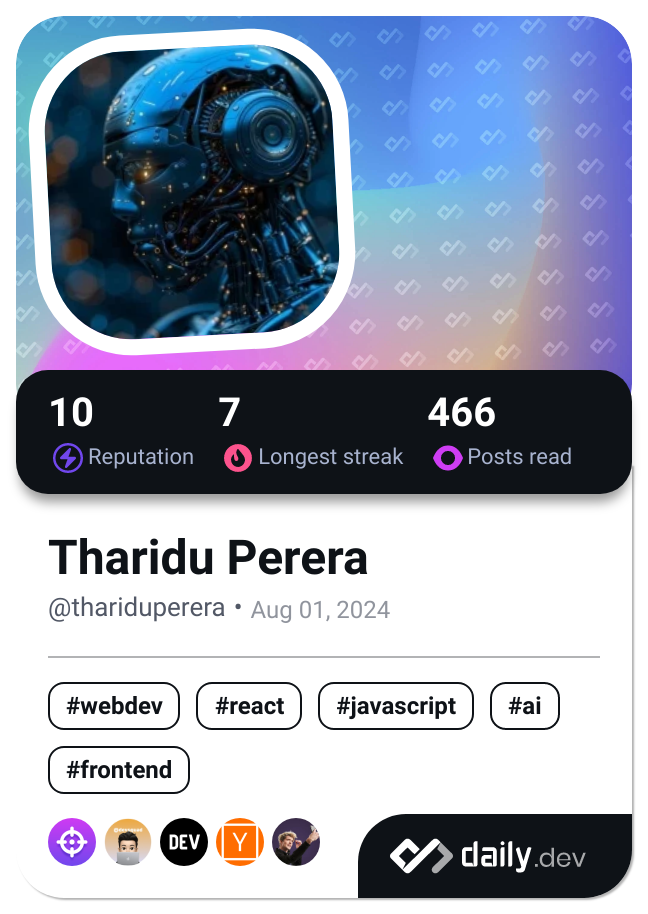 10 7 466
Reputation Longest streak Posts read
Tharidu Perera
@thariduperera • Aug 01, 2024
#webdev #react #javascript #ai
#frontend
DEV Y
daily.dev